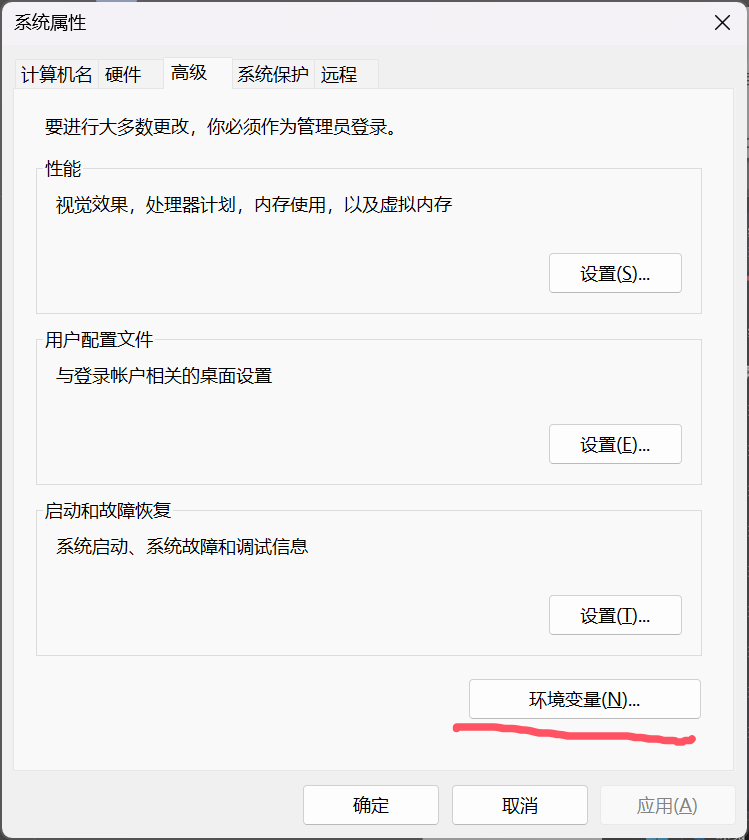 系统属性
计算机名 硬件 高级 系统保护 远程
要进行大多数更改，你必须作为管理员登录。
性能
视觉效果，处理器计划，内存使用，以及虚拟内存
设置(S)...
用户配置文件
与登录帐户相关的桌面设置
设置(E)...
启动和故障恢复
系统启动、系统故障和调试信息
设置(T)...
环境变量(N)...
确定 取消 应用(A)